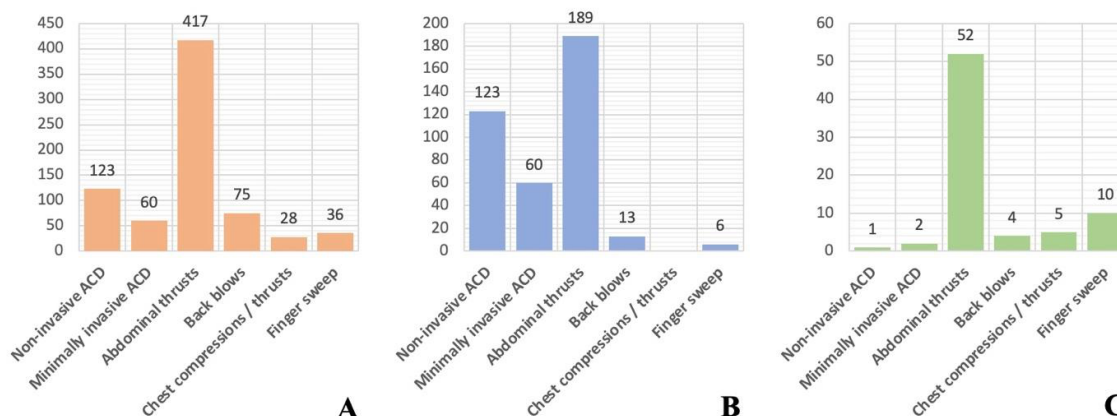 450
400
350
300
250
200
150
100
50
0
123
60
417
75
28
36
Non-invasive ACD
Minimally invasive ACD
Abdominal thrusts
Back blows
Chest compressions / thrusts
Finger sweep
A
200
180
160
140
120
100
80
60
40
20
0
123
60
189
13
6
Non-invasive ACD
Minimally invasive ACD
Abdominal thrusts
Back blows
Chest compressions / thrusts
Finger sweep
B
60
50
40
30
20
10
0
1
2
52
4
5
10
Non-invasive ACD
Minimally invasive ACD
Abdominal thrusts
Back blows
Chest compressions / thrusts
Finger sweep